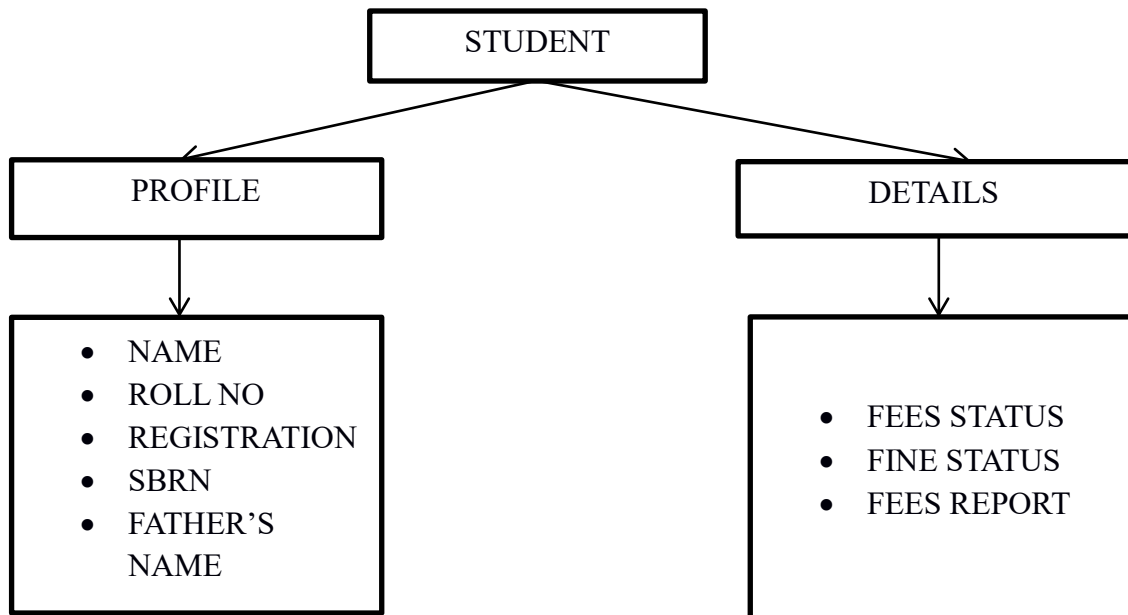 STUDENT
PROFILE
DETAILS
• NAME
• ROLL NO
• REGISTRATION
• SBRN
• FATHER’S
NAME
• FEES STATUS
• FINE STATUS
• FEES REPORT